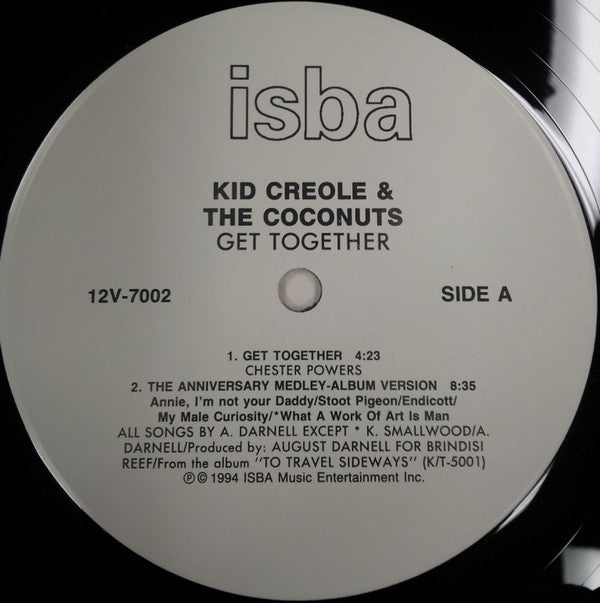 isba
KID CREOLE &
THE COCONUTS
GET TOGETHER
12V-7002
SIDE A
1. GET TOGETHER 4:23
CHESTER POWERS
2. THE ANNIVERSARY MEDLEY-ALBUM VERSION 8:35
Annie, I'm not your Daddy/Stoot Pigeon/Endicott/
My Male Curiosity/*What A Work Of Art Is Man
ALL SONGS BY A. DARNELL EXCEPT * K. SMALLWOOD/A.
DARNELL/Produced by: AUGUST DARNELL FOR BRINDISI
REEF/From the album "TO TRAVEL SIDEWAYS" (K/T-5001)
℗ © 1994 ISBA Music Entertainment Inc.